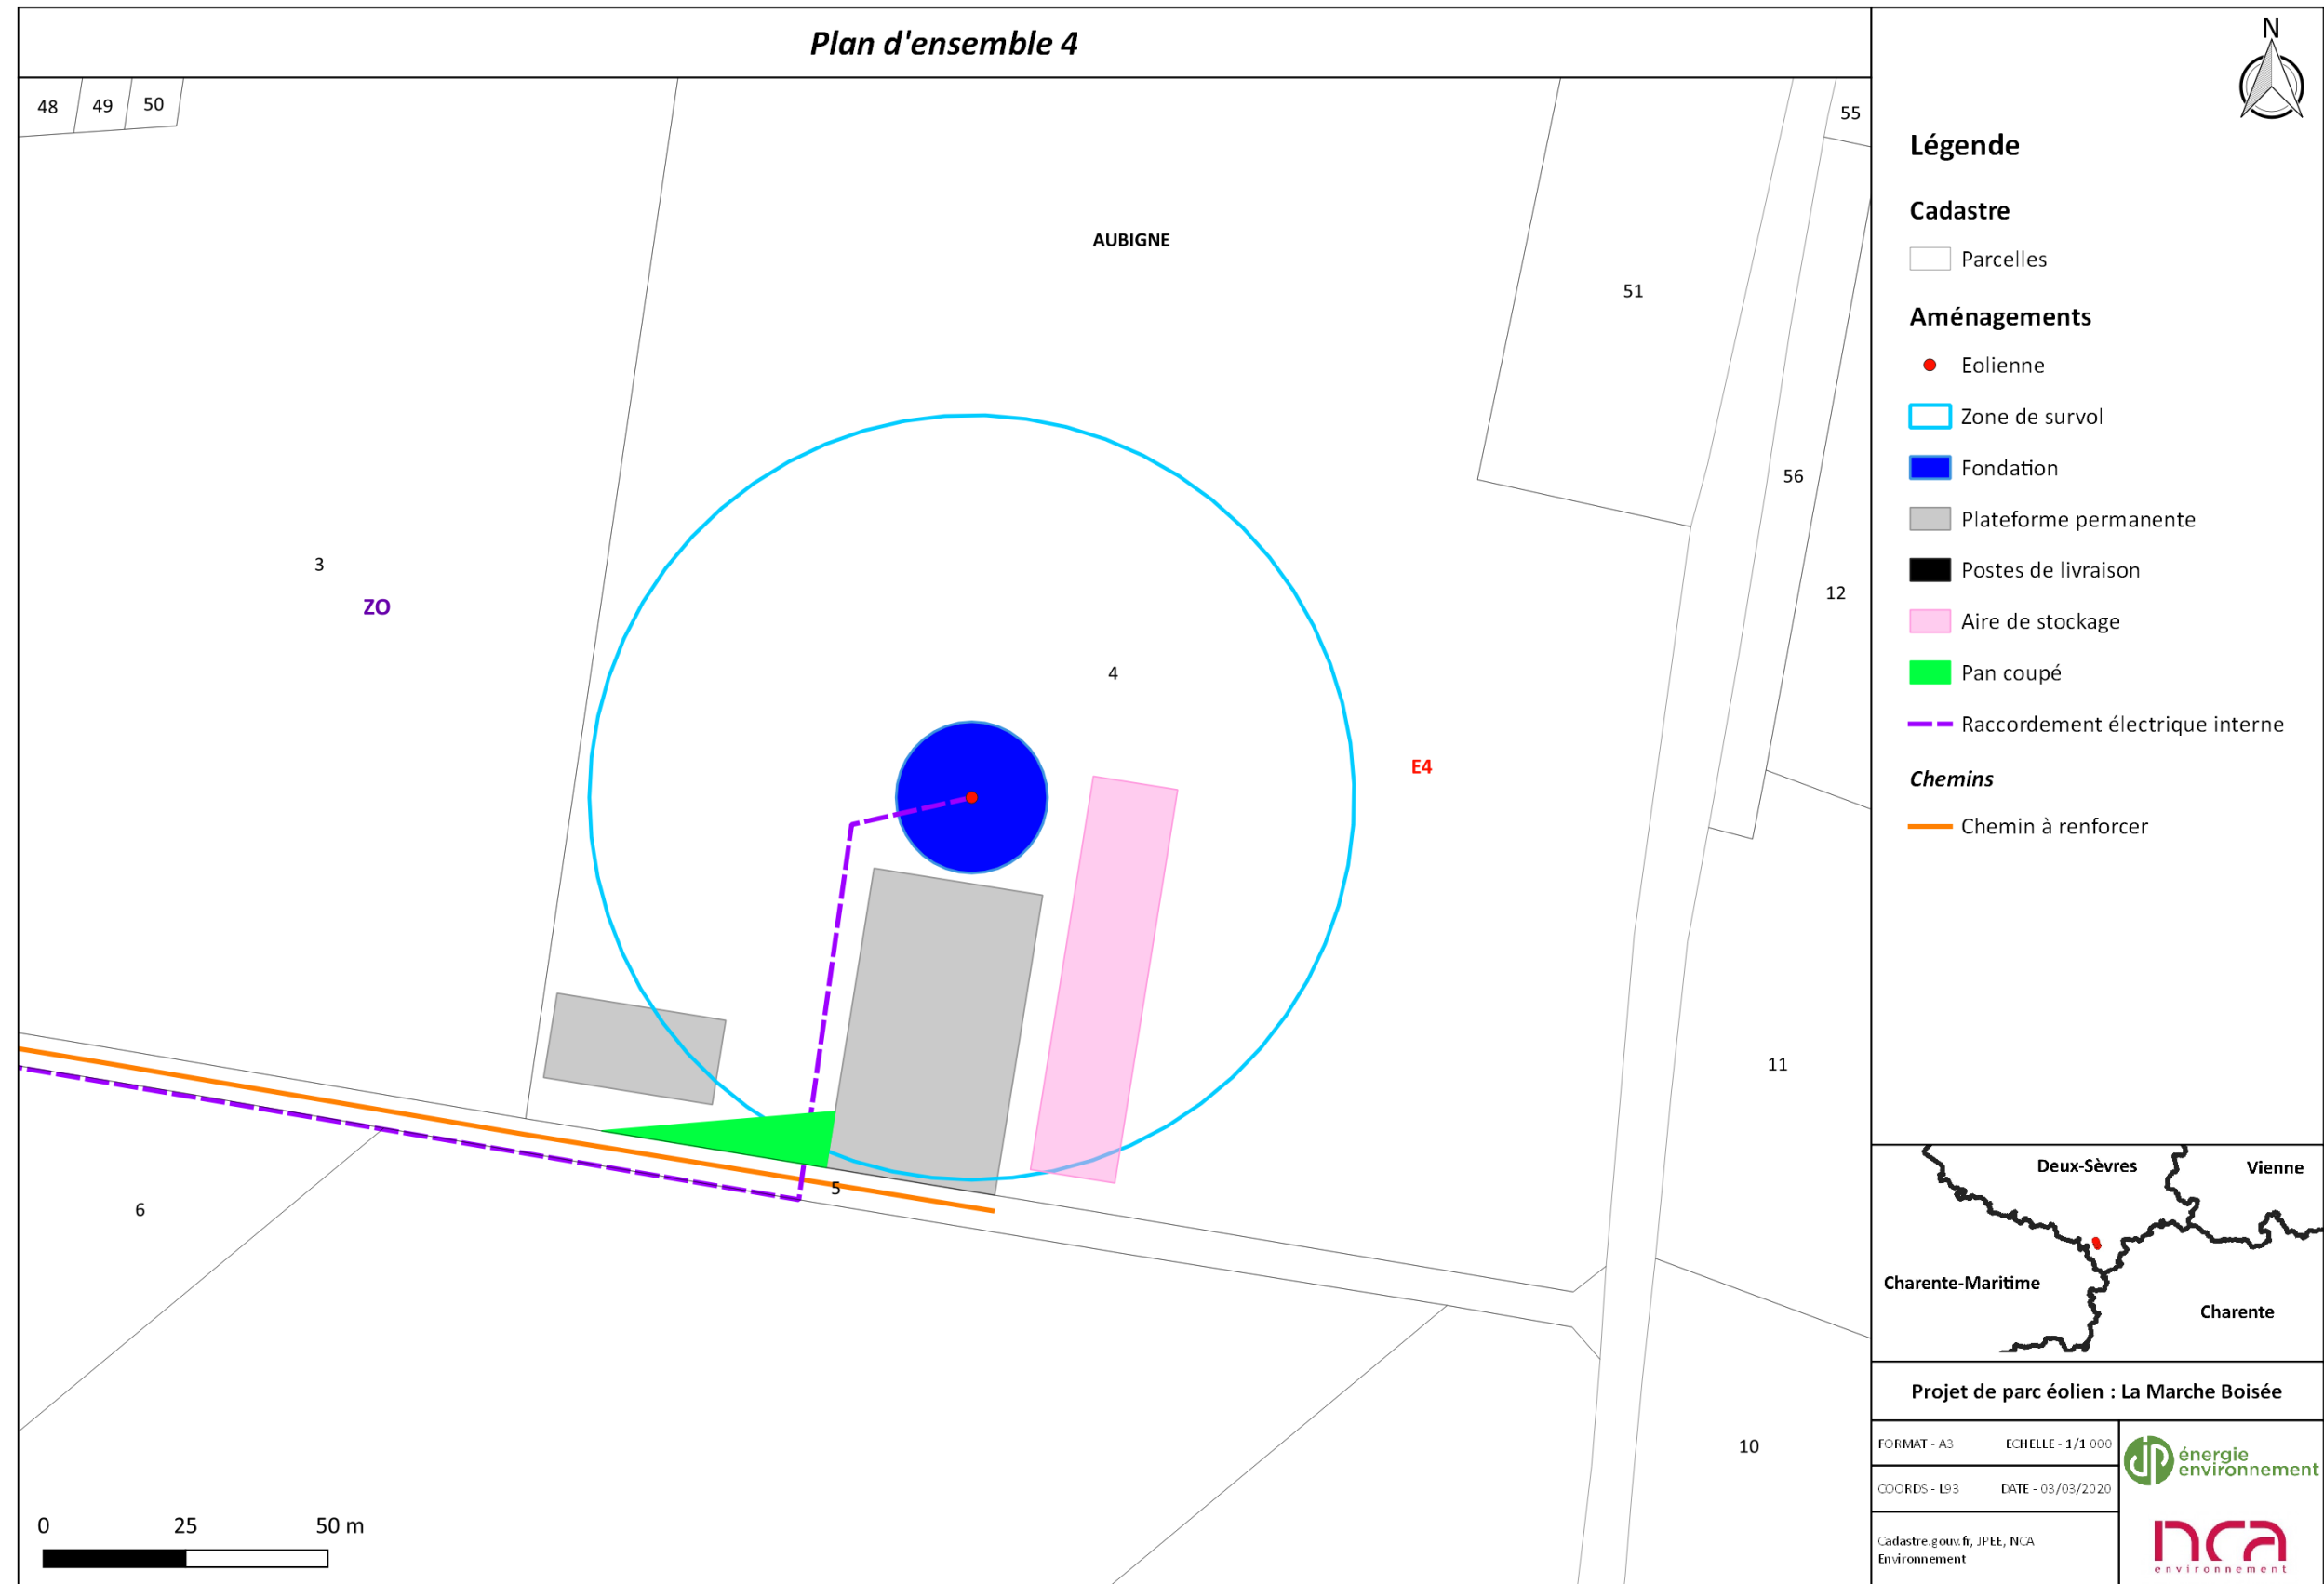 Plan d'ensemble 4
48
49
50
55
AUBIGNE
51
56
3
ZO
12
4
E4
11
5
6
10
0
25
50 m
N
Légende
Cadastre
Parcelles
Aménagements
Eolienne
Zone de survol
Fondation
Plateforme permanente
Postes de livraison
Aire de stockage
Pan coupé
Raccordement électrique interne
Chemins
Chemin à renforcer
Deux-Sèvres
Vienne
Charente-Maritime
Charente
Projet de parc éolien : La Marche Boisée
FORMAT - A3
ECHELLE - 1/1 000
COORDS - L93
DATE - 03/03/2020
Cadastre.gouv.fr, JPEE, NCA
Environnement
jp énergie
environnement
nca
environnement